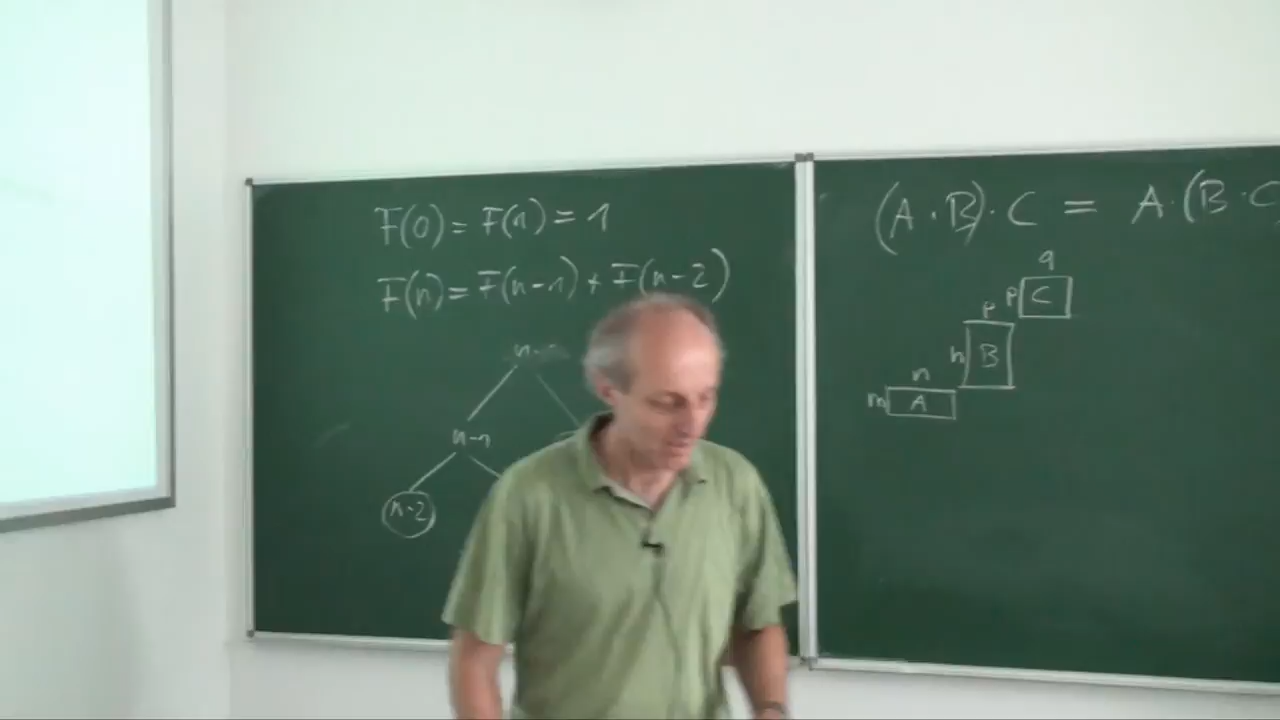 F(0) = F(1) = 1
F(n) = F(n-1) + F(n-2)
n-1
n-2
(A · B) · C = A · (B · C
q
p C
p
n B
n
m A